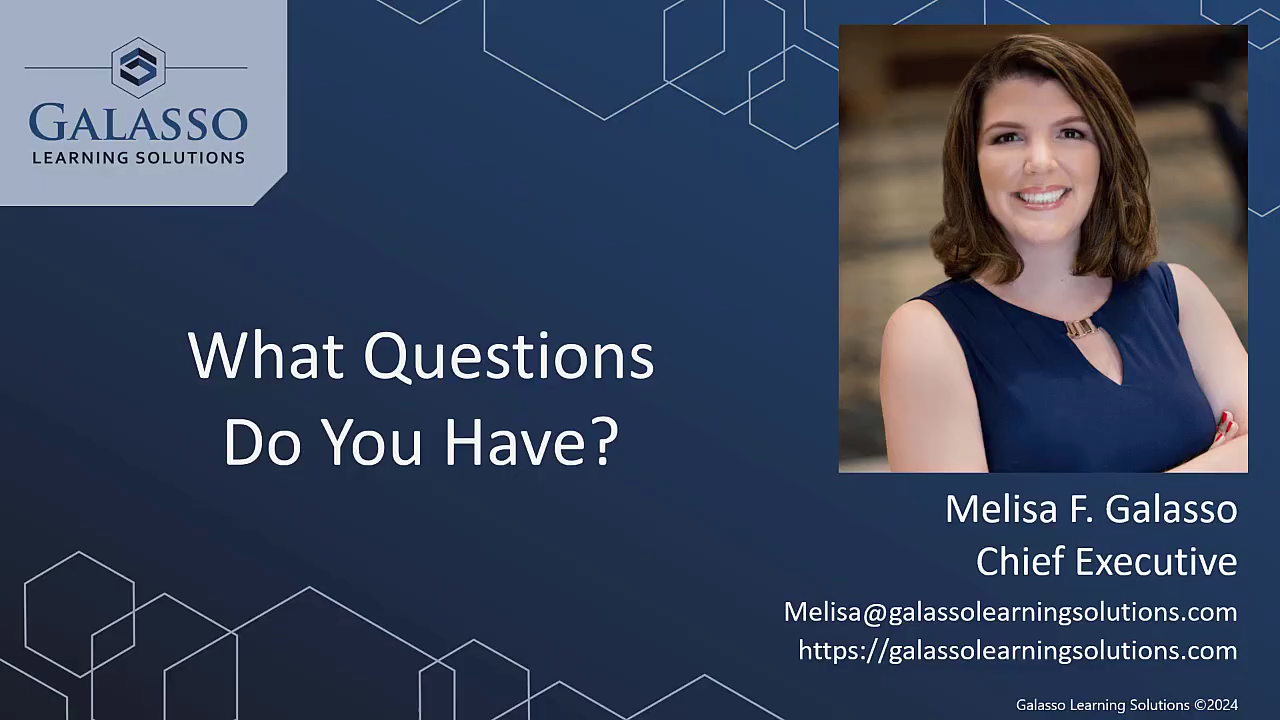 GALASSO
LEARNING SOLUTIONS
What Questions
Do You Have?
Melisa F. Galasso
Chief Executive
Melisa@galassolearningsolutions.com
https://galassolearningsolutions.com
Galasso Learning Solutions ©2024